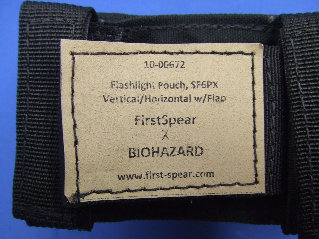 10-00672
Flashlight Pouch, SF6PX
Vertical/Horizontal w/Flap
FirstSpear
X
BIOHAZARD
www.first-spear.com